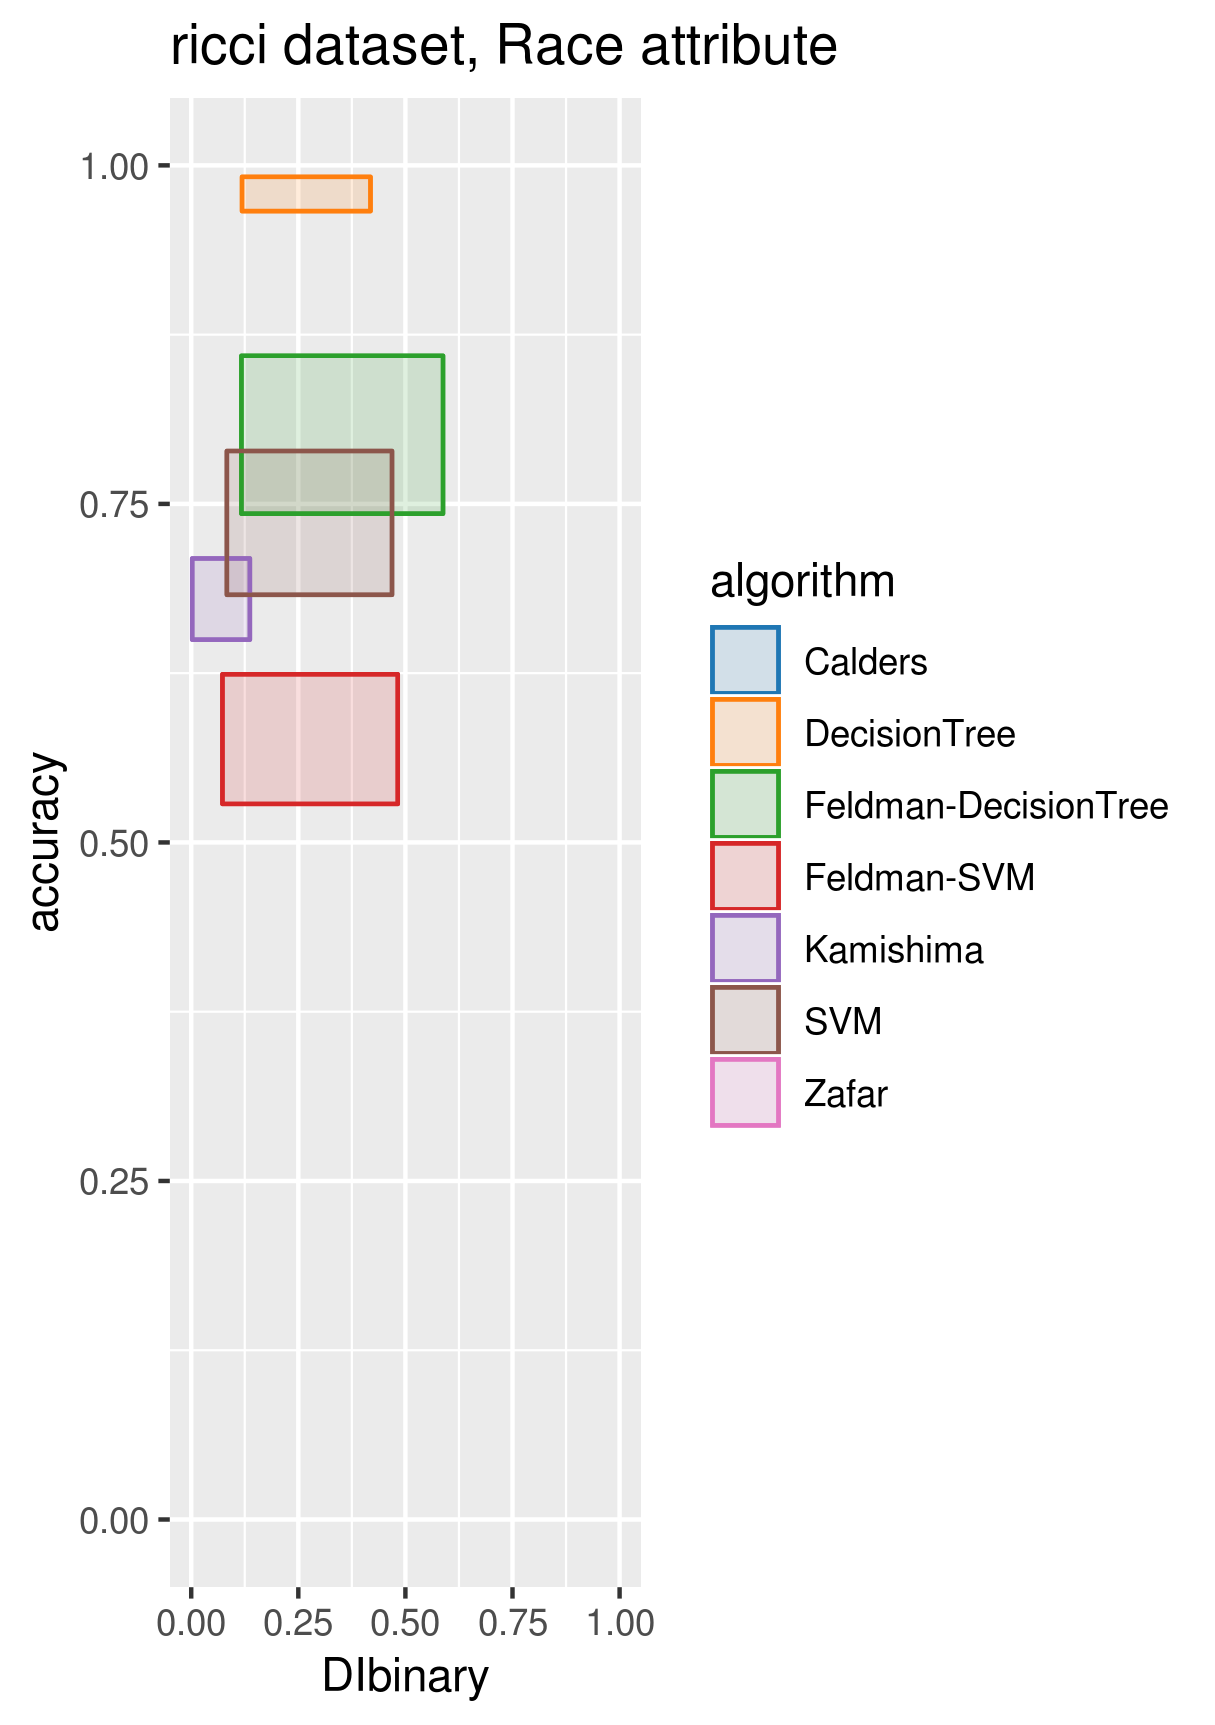 ricci dataset, Race attribute
1.00
0.75
0.50
0.25
0.00
accuracy
0.00 0.25 0.50 0.75 1.00
DIbinary
algorithm
Calders
DecisionTree
Feldman-DecisionTree
Feldman-SVM
Kamishima
SVM
Zafar